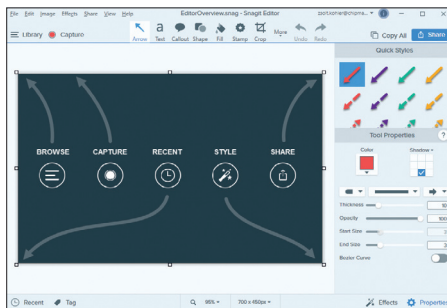 EditorOverview.snag - Snagit Editor
File Edit Image Effects Share View Help
Library Capture
Arrow Text Callout Shape Fill Stamp Crop More Undo Redo
Copy All Share
Quick Styles
BROWSE CAPTURE RECENT STYLE SHARE
Tool Properties ?
Color Shadow
Thickness 10
Opacity 100
Start Size
End Size 3
Bezier Curve
Recent Tag 95% 700 x 450px Effects Properties